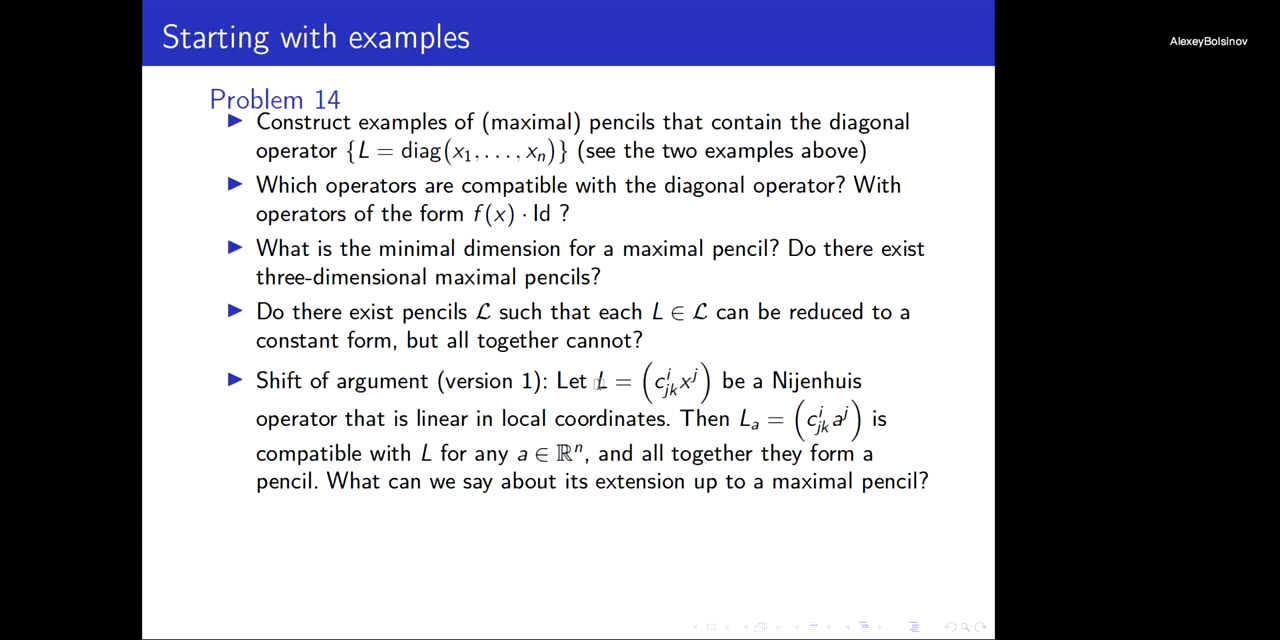 Starting with examples
AlexeyBolsinov
Problem 14
▶ Construct examples of (maximal) pencils that contain the diagonal
operator {L = diag(x₁, . . . , xₙ)} (see the two examples above)
▶ Which operators are compatible with the diagonal operator? With
operators of the form f(x) · Id ?
▶ What is the minimal dimension for a maximal pencil? Do there exist
three-dimensional maximal pencils?
▶ Do there exist pencils ℒ such that each L ∈ ℒ can be reduced to a
constant form, but all together cannot?
▶ Shift of argument (version 1): Let L = (cⁱⱼₖxʲ) be a Nijenhuis
operator that is linear in local coordinates. Then Lₐ = (cⁱⱼₖaʲ) is
compatible with L for any a ∈ ℝⁿ, and all together they form a
pencil. What can we say about its extension up to a maximal pencil?